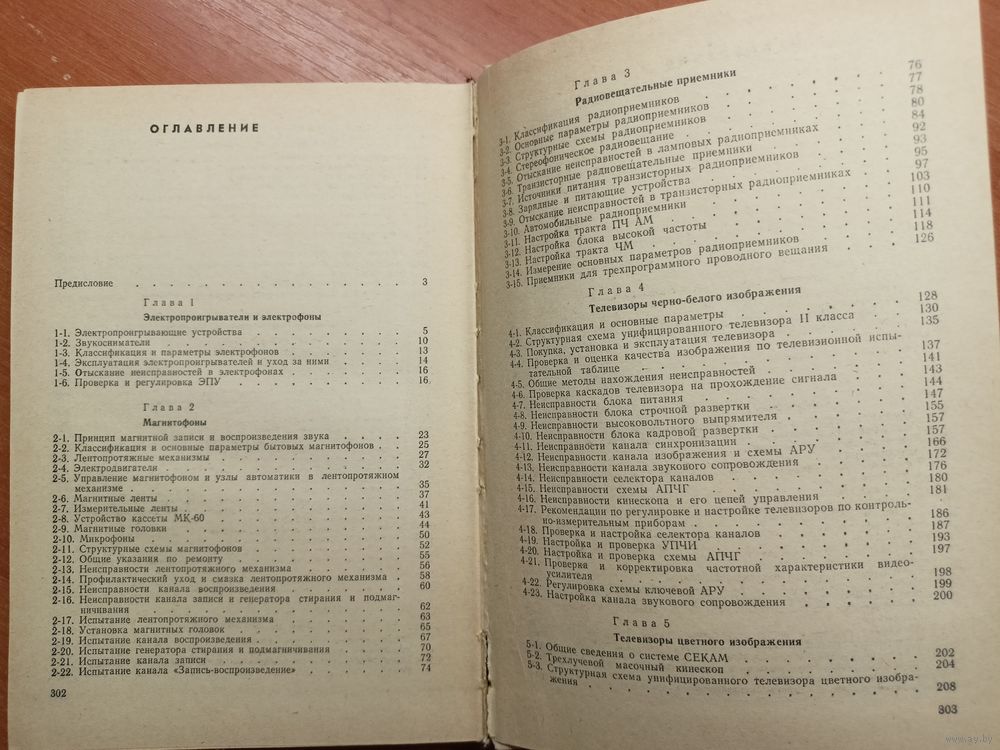 ОГЛАВЛЕНИЕ
Предисловие . . . . . . . . . . . . . . . 3
Глава 1
Электропроигрыватели и электрофоны
1-1. Электропроигрывающие устройства 5
1-2. Звукосниматели 10
1-3. Классификация и параметры электрофонов 13
1-4. Эксплуатация электропроигрывателей и уход за ними 14
1-5. Отыскание неисправностей в электрофонах 16
1-6. Проверка и регулировка ЭПУ 16
Глава 2
Магнитофоны
2-1. Принцип магнитной записи и воспроизведения звука 23
2-2. Классификация и основные параметры бытовых магнитофонов 25
2-3. Лентопротяжные механизмы 27
2-4. Электродвигатели 32
2-5. Управление магнитофоном и узлы автоматики в лентопротяжном
механизме 35
2-6. Магнитные ленты 37
2-7. Измерительные ленты 41
2-8. Устройство кассеты МК-60 43
2-9. Магнитные головки 44
2-10. Микрофоны 50
2-11. Структурные схемы магнитофонов 52
2-12. Общие указания по ремонту 55
2-13. Неисправности лентопротяжного механизма 56
2-14. Профилактический уход и смазка лентопротяжного механизма 58
2-15. Неисправности канала воспроизведения 60
2-16. Неисправности канала записи и генератора стирания и подмаг-
ничивания 62
2-17. Испытание лентопротяжного механизма 63
2-18. Установка магнитных головок 65
2-19. Испытание канала воспроизведения 67
2-20. Испытание генератора стирания и подмагничивания 70
2-21. Испытание канала записи 72
2-22. Испытание канала «Запись-воспроизведение» 74
302
Глава 3
Радиовещательные приемники
3-1. Классификация радиоприемников 76
3-2. Основные параметры радиоприемников 77
3-3. Структурные схемы радиоприемников 78
3-4. Стереофоническое радиовещание 80
3-5. Отыскание неисправностей в ламповых радиоприемниках 84
3-6. Транзисторные радиовещательные приемники 92
3-7. Источники питания транзисторных радиоприемников 93
3-8. Зарядные и питающие устройства 95
3-9. Отыскание неисправностей в транзисторных радиоприемниках 97
3-10. Автомобильные радиоприемники 103
3-11. Настройка тракта ПЧ АМ 110
3-12. Настройка блока высокой частоты 111
3-13. Настройка тракта ЧМ 114
3-14. Измерение основных параметров радиоприемников 118
3-15. Приемники для трехпрограммного проводного вещания 126
Глава 4
Телевизоры черно-белого изображения
4-1. Классификация и основные параметры 128
4-2. Структурная схема унифицированного телевизора II класса 130
4-3. Покупка, установка и эксплуатация телевизора 135
4-4. Проверка и оценка качества изображения по телевизионной испы-
тательной таблице 137
4-5. Общие методы нахождения неисправностей 141
4-6. Проверка каскадов телевизора на прохождение сигнала 143
4-7. Неисправности блока питания 144
4-8. Неисправности блока строчной развертки 147
4-9. Неисправности высоковольтного выпрямителя 155
4-10. Неисправности блока кадровой развертки 157
4-11. Неисправности канала синхронизации 157
4-12. Неисправности канала изображения и схемы АРУ 166
4-13. Неисправности канала звукового сопровождения 172
4-14. Неисправности селектора каналов 176
4-15. Неисправности схемы АПЧГ 180
4-16. Неисправности кинескопа и его цепей управления 181
4-17. Рекомендации по регулировке и настройке телевизоров по контроль-
но-измерительным приборам 186
4-18. Проверка и настройка селектора каналов 187
4-19. Настройка и проверка УПЧИ 193
4-20. Настройка и проверка схемы АПЧГ 197
4-21. Проверка и корректировка частотной характеристики видео-
усилителя 198
4-22. Регулировка схемы ключевой АРУ 199
4-23. Настройка канала звукового сопровождения 200
Глава 5
Телевизоры цветного изображения
5-1. Общие сведения о системе СЕКАМ 202
5-2. Трехлучевой масочный кинескоп 204
5-3. Структурная схема унифицированного телевизора цветного изобра-
жения 208
303
www.ay.by